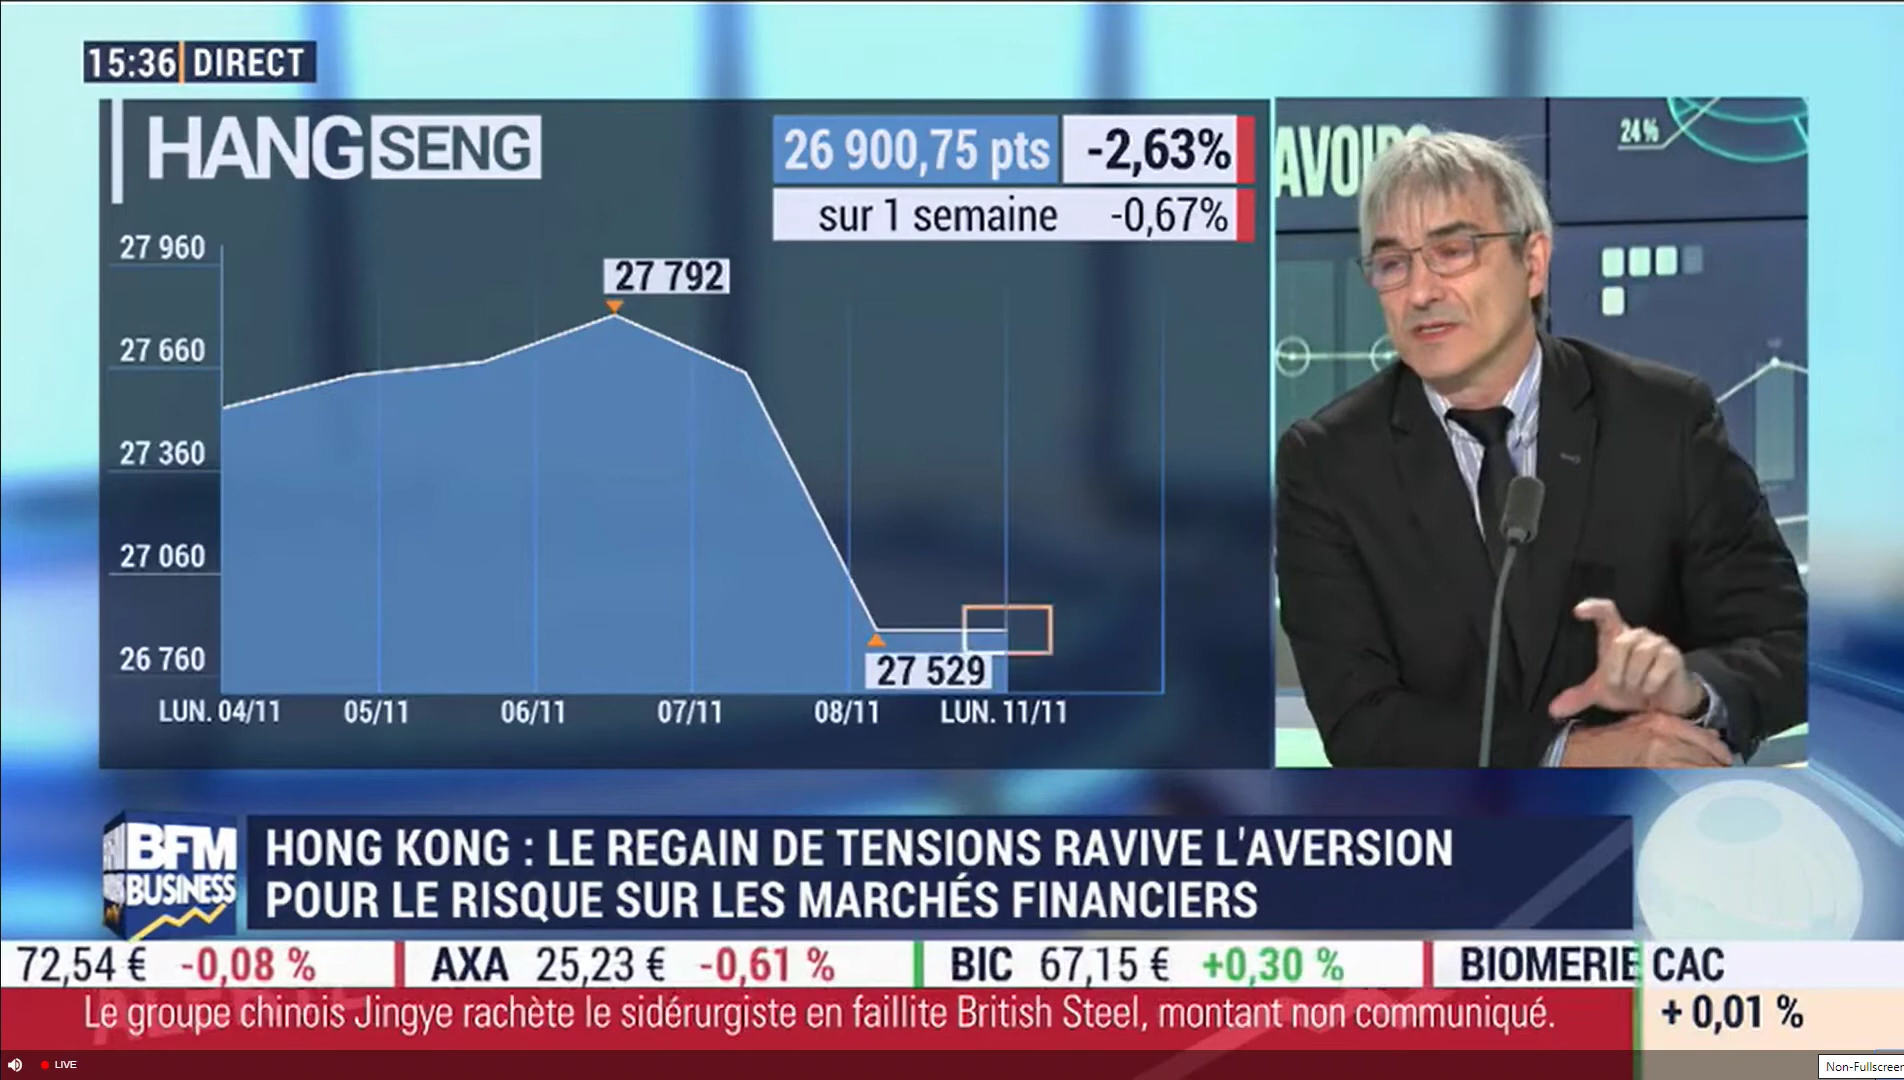 15:36 DIRECT
HANG SENG
26 900,75 pts -2,63%
sur 1 semaine -0,67%
27 960
27 660
27 360
27 060
26 760
27 792
27 529
LUN. 04/11 05/11 06/11 07/11 08/11 LUN. 11/11
24%
BFM
BUSINESS
HONG KONG : LE REGAIN DE TENSIONS RAVIVE L'AVERSION
POUR LE RISQUE SUR LES MARCHÉS FINANCIERS
72,54 € -0,08 % AXA 25,23 € -0,61 % BIC 67,15 € +0,30 % BIOMERIE CAC
Le groupe chinois Jingye rachète le sidérurgiste en faillite British Steel, montant non communiqué.
+ 0,01 %
LIVE
Non-Fullscreen